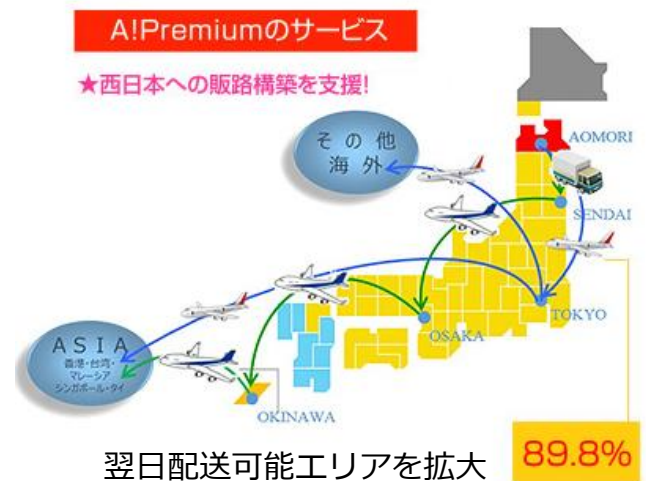 A!Premiumのサービス
★西日本への販路構築を支援!
その他
海外
AOMORI
SENDAI
TOKYO
OSAKA
ASIA
香港・台湾・
マレーシア
シンガポール・タイ
OKINAWA
翌日配送可能エリアを拡大
89.8%